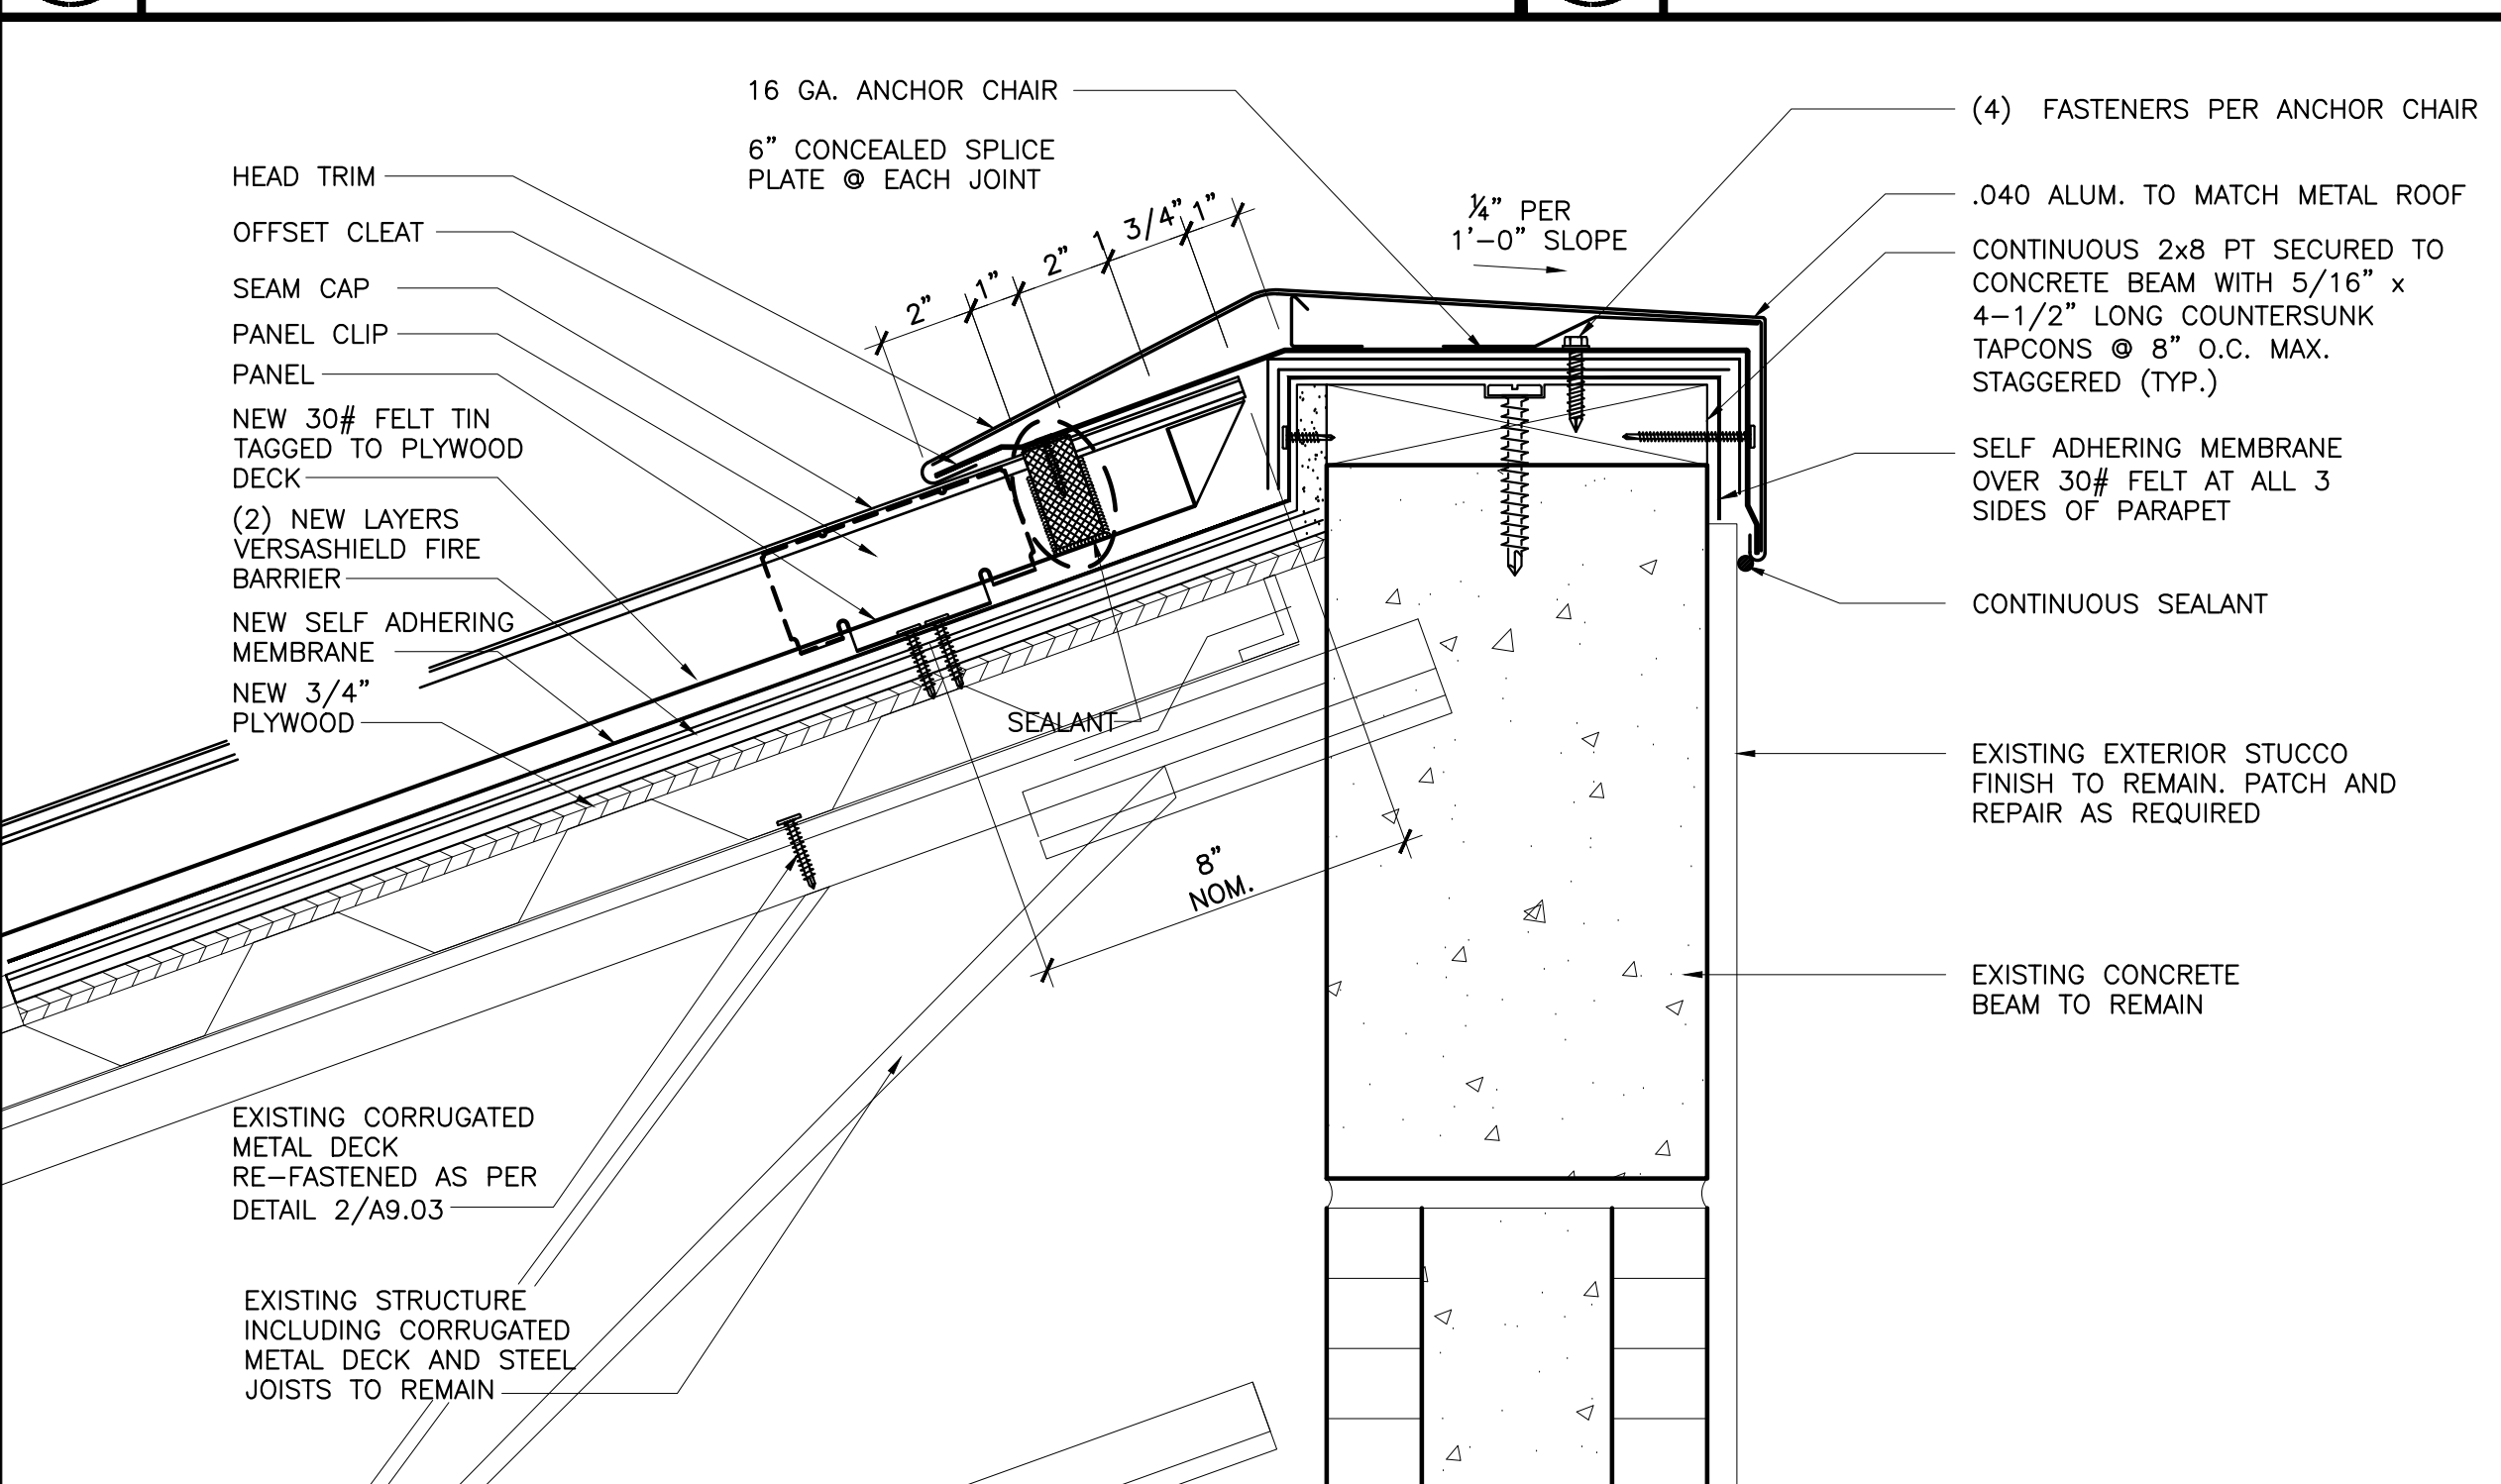 16 GA. ANCHOR CHAIR
6” CONCEALED SPLICE
PLATE @ EACH JOINT
HEAD TRIM
OFFSET CLEAT
SEAM CAP
PANEL CLIP
PANEL
NEW 30# FELT TIN
TAGGED TO PLYWOOD
DECK
(2) NEW LAYERS
VERSASHIELD FIRE
BARRIER
NEW SELF ADHERING
MEMBRANE
NEW 3/4”
PLYWOOD
2”
1”
2”
1 3/4”
1”
¼” PER
1’-0” SLOPE
SEALANT
8”
NOM.
(4) FASTENERS PER ANCHOR CHAIR
.040 ALUM. TO MATCH METAL ROOF
CONTINUOUS 2x8 PT SECURED TO
CONCRETE BEAM WITH 5/16” x
4-1/2” LONG COUNTERSUNK
TAPCONS @ 8” O.C. MAX.
STAGGERED (TYP.)
SELF ADHERING MEMBRANE
OVER 30# FELT AT ALL 3
SIDES OF PARAPET
CONTINUOUS SEALANT
EXISTING EXTERIOR STUCCO
FINISH TO REMAIN. PATCH AND
REPAIR AS REQUIRED
EXISTING CONCRETE
BEAM TO REMAIN
EXISTING CORRUGATED
METAL DECK
RE-FASTENED AS PER
DETAIL 2/A9.03
EXISTING STRUCTURE
INCLUDING CORRUGATED
METAL DECK AND STEEL
JOISTS TO REMAIN